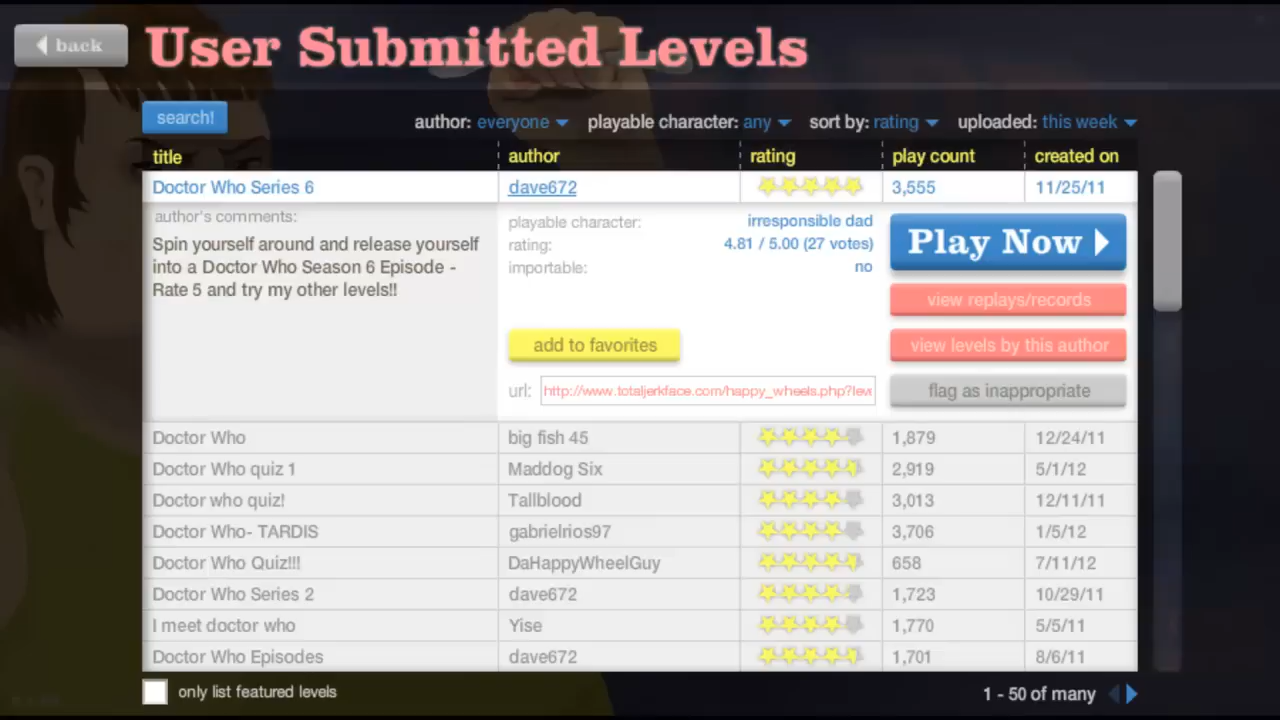 back
User Submitted Levels
search!
author: everyone
playable character: any
sort by: rating
uploaded: this week
title
author
rating
play count
created on
Doctor Who Series 6
dave672
3,555
11/25/11
author's comments:
Spin yourself around and release yourself
into a Doctor Who Season 6 Episode -
Rate 5 and try my other levels!!
playable character: irresponsible dad
rating: 4.81 / 5.00 (27 votes)
importable: no
add to favorites
url: http://www.totaljerkface.com/happy_wheels.php?lev
Play Now
view replays/records
view levels by this author
flag as inappropriate
Doctor Who big fish 45 1,879 12/24/11
Doctor Who quiz 1 Maddog Six 2,919 5/1/12
Doctor who quiz! Tallblood 3,013 12/11/11
Doctor Who- TARDIS gabrielrios97 3,706 1/5/12
Doctor Who Quiz!!! DaHappyWheelGuy 658 7/11/12
Doctor Who Series 2 dave672 1,723 10/29/11
I meet doctor who Yise 1,770 5/5/11
Doctor Who Episodes dave672 1,701 8/6/11
only list featured levels
1 - 50 of many